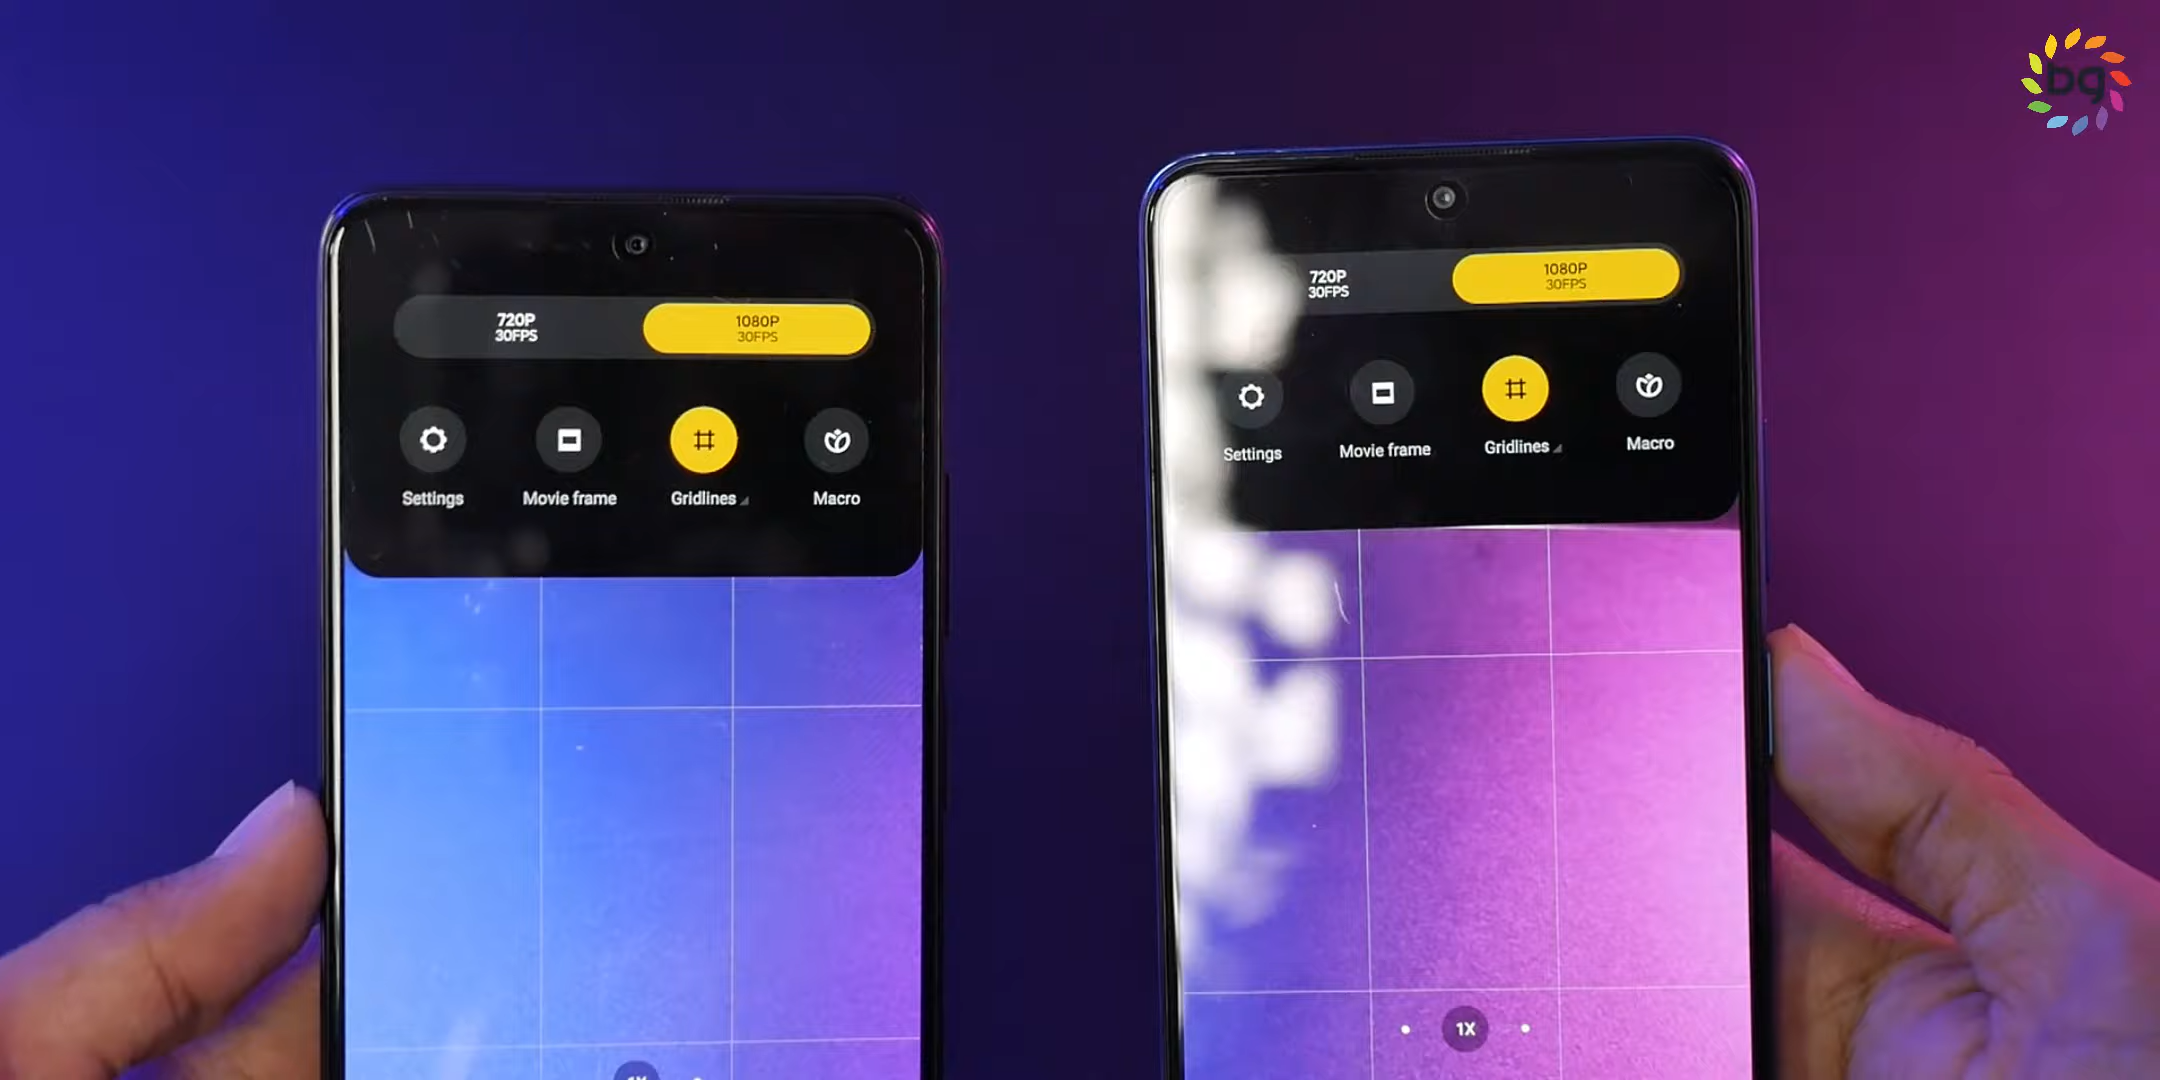 bg
720P
30FPS
1080P
30FPS
Settings
Movie frame
Gridlines
Macro
720P
30FPS
1080P
30FPS
Settings
Movie frame
Gridlines
Macro
1X